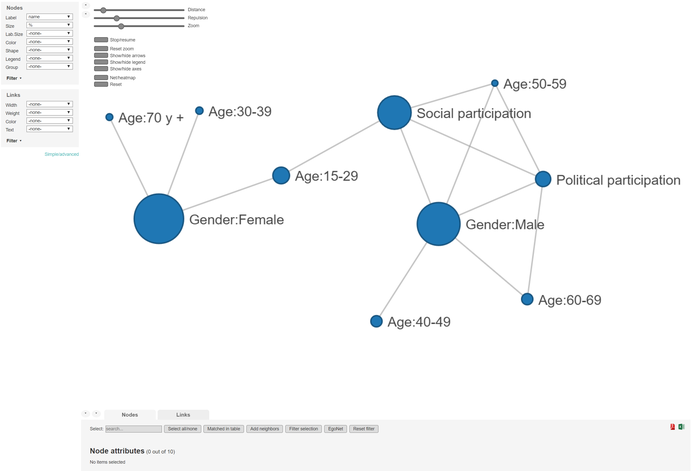 Nodes
Label name
Size %
Lab.Size -none-
Color -none-
Shape -none-
Legend -none-
Group -none-
Filter
Links
Width -none-
Weight -none-
Color -none-
Text -none-
Filter
Simple/advanced
Distance
Repulsion
Zoom
Stop/resume
Reset zoom
Show/hide arrows
Show/hide legend
Show/hide axes
Net/heatmap
Reset
Age:50-59
Age:70 y +
Age:30-39
Social participation
Age:15-29
Political participation
Gender:Female
Gender:Male
Age:60-69
Age:40-49
Nodes Links
Select: search... Select all/none Matched in table Add neighbors Filter selection EgoNet Reset filter
Node attributes (0 out of 10)
No items selected